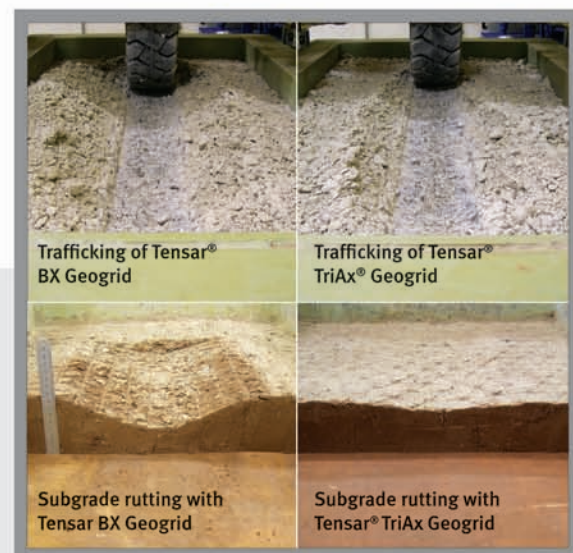 Trafficking of Tensar®
BX Geogrid
Trafficking of Tensar®
TriAx® Geogrid
Subgrade rutting with
Tensar BX Geogrid
Subgrade rutting with
Tensar® TriAx Geogrid